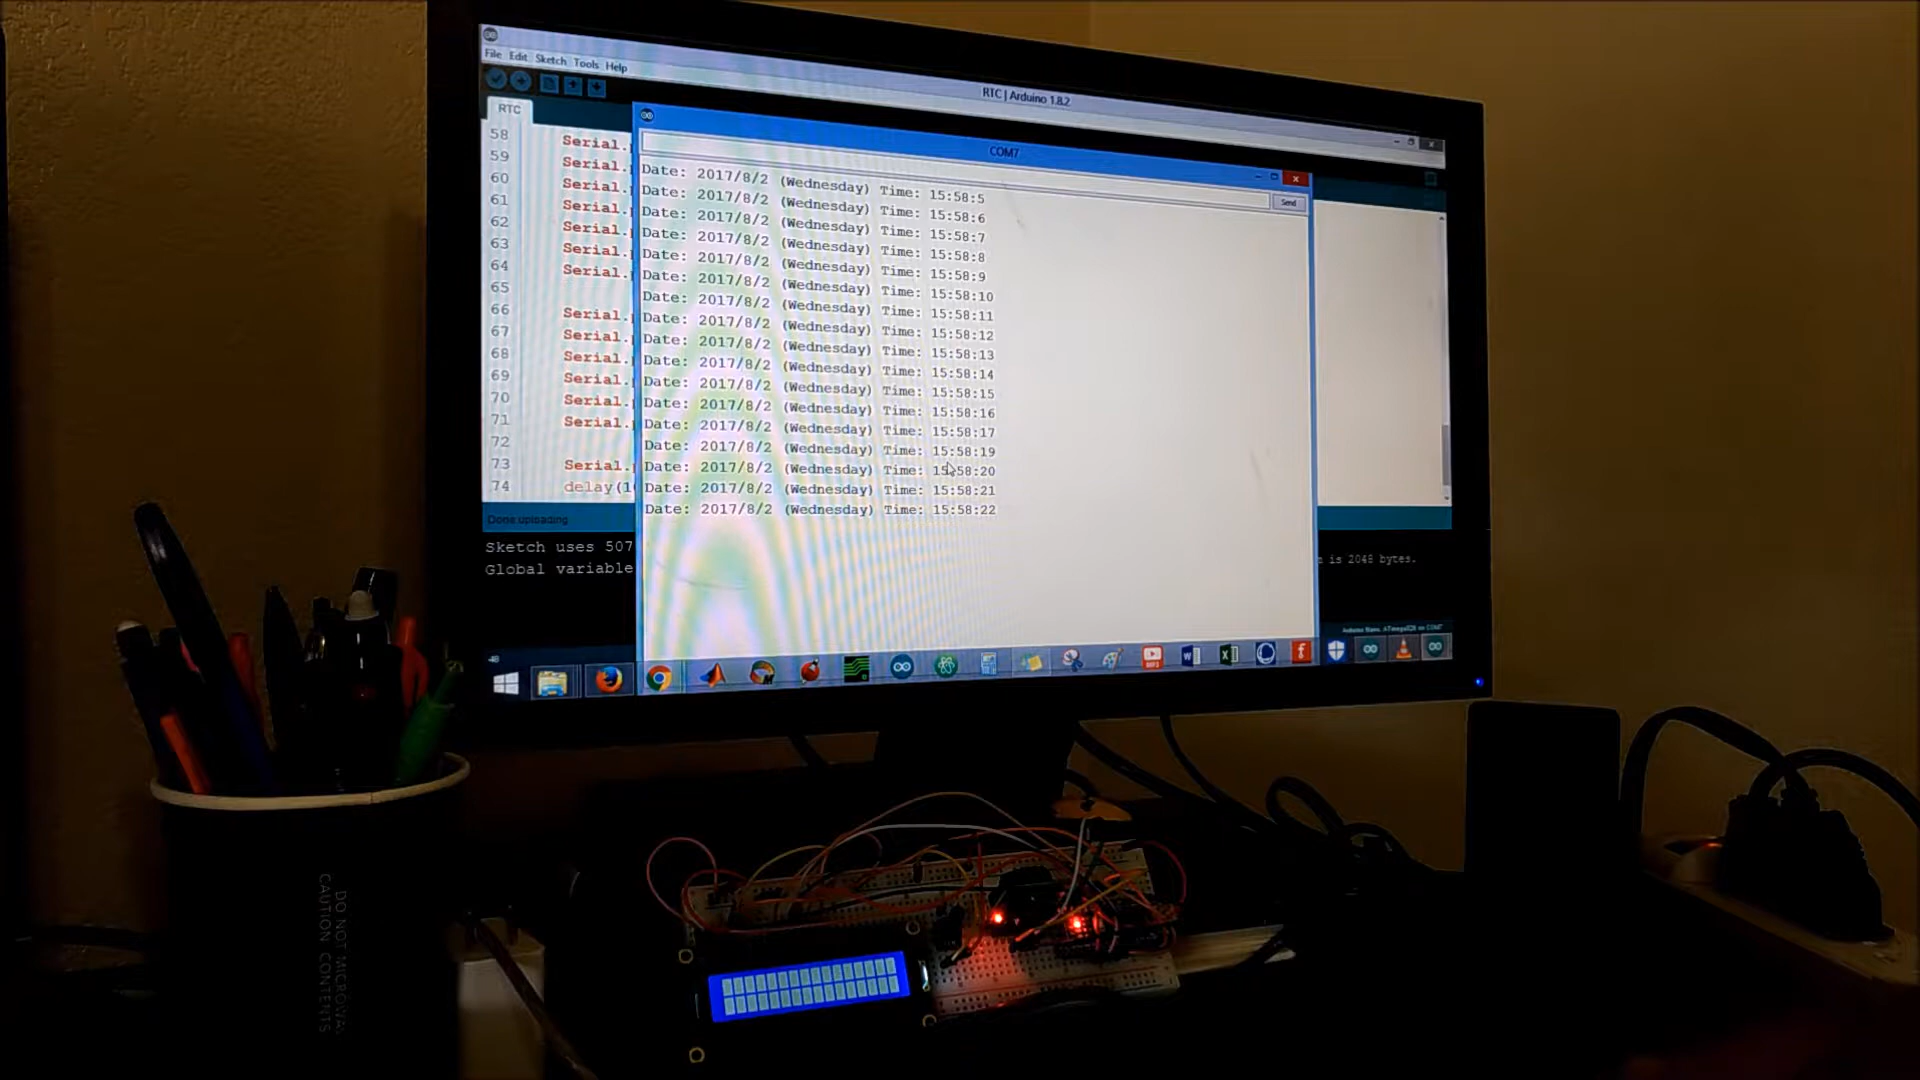 File Edit Sketch Tools Help
RTC | Arduino 1.8.2
RTC
COM7
Send
58 Serial.
59 Serial.
60 Serial.
61 Serial.
62 Serial.
63 Serial.
64 Serial.
65
66 Serial.
67 Serial.
68 Serial.
69 Serial.
70 Serial.
71 Serial.
72
73 Serial.
74 delay(1
Date: 2017/8/2 (Wednesday) Time: 15:58:5
Date: 2017/8/2 (Wednesday) Time: 15:58:6
Date: 2017/8/2 (Wednesday) Time: 15:58:7
Date: 2017/8/2 (Wednesday) Time: 15:58:8
Date: 2017/8/2 (Wednesday) Time: 15:58:9
Date: 2017/8/2 (Wednesday) Time: 15:58:10
Date: 2017/8/2 (Wednesday) Time: 15:58:11
Date: 2017/8/2 (Wednesday) Time: 15:58:12
Date: 2017/8/2 (Wednesday) Time: 15:58:13
Date: 2017/8/2 (Wednesday) Time: 15:58:14
Date: 2017/8/2 (Wednesday) Time: 15:58:15
Date: 2017/8/2 (Wednesday) Time: 15:58:16
Date: 2017/8/2 (Wednesday) Time: 15:58:17
Date: 2017/8/2 (Wednesday) Time: 15:58:19
Date: 2017/8/2 (Wednesday) Time: 15:58:20
Date: 2017/8/2 (Wednesday) Time: 15:58:21
Date: 2017/8/2 (Wednesday) Time: 15:58:22
Done uploading
Sketch uses 507
Global variable
is 2048 bytes.
48
DO NOT MICROWAV
CAUTION CONTENTS